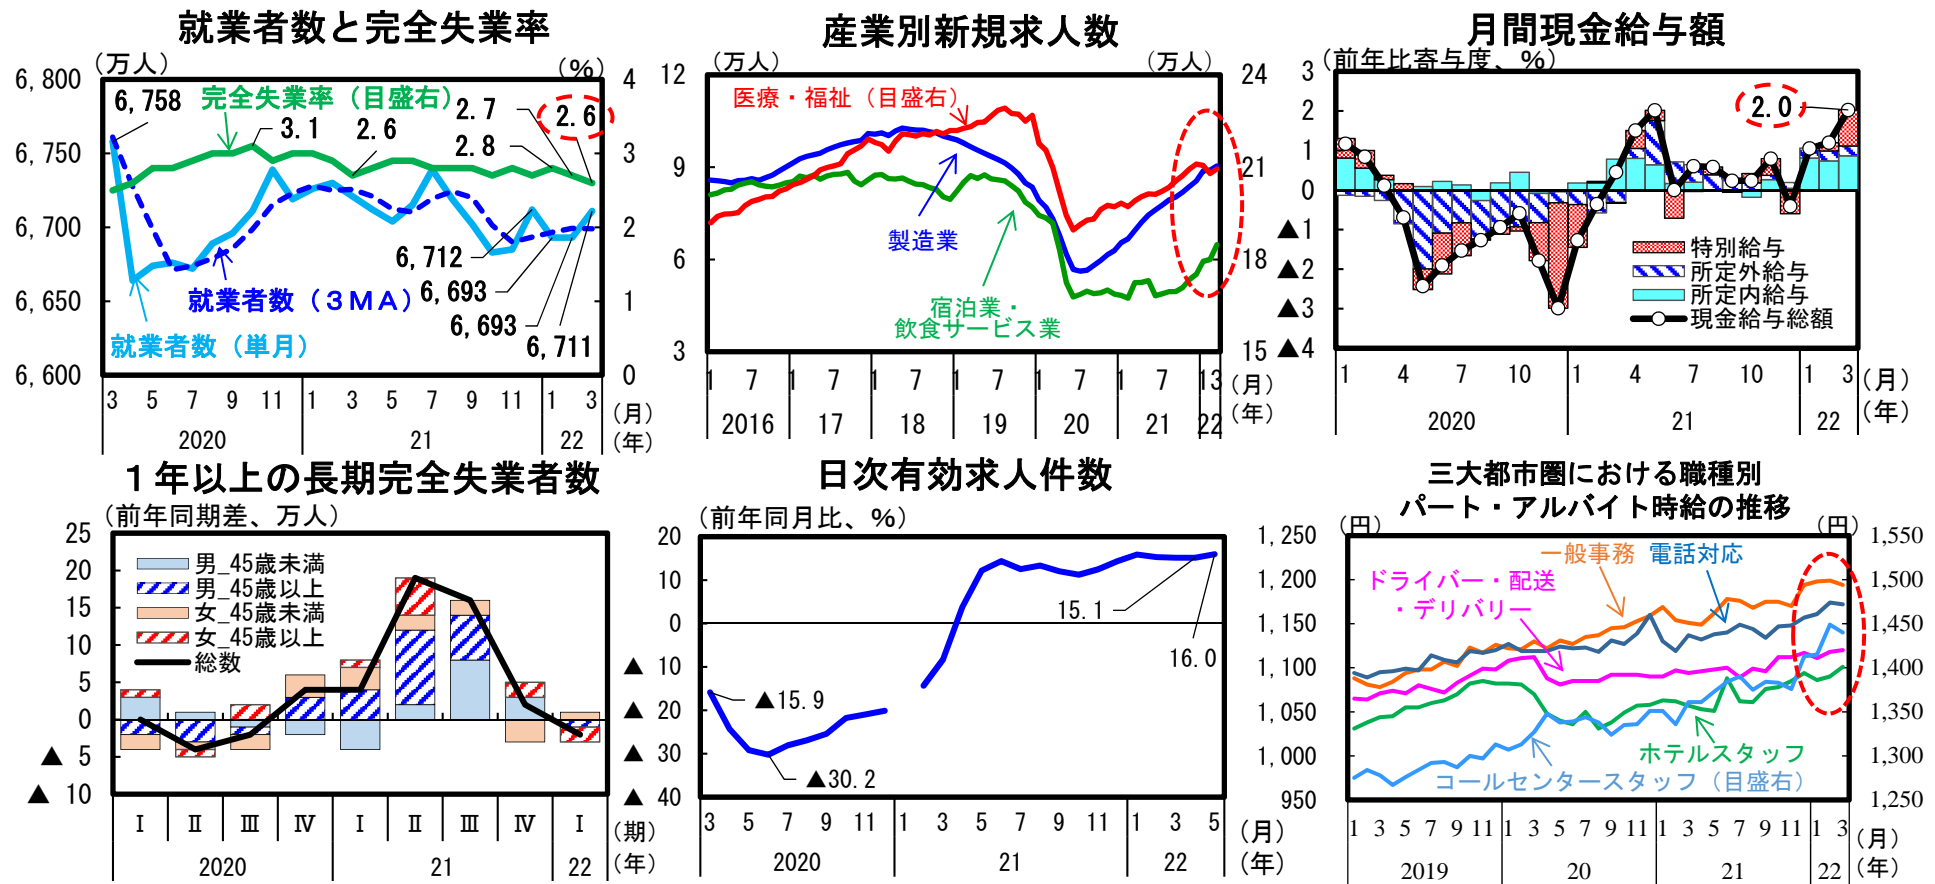 就業者数と完全失業率
（万人）
（％）
6,800
6,750
6,700
6,650
6,600
4
3
2
1
0
6,758
完全失業率（目盛右）
3.1
2.6
2.7
2.8
2.6
6,712
6,693
6,693
6,711
就業者数（３ＭＡ）
就業者数（単月）
3 5 7 9 11 1 3 5 7 9 11 1 3
（月）
2020 21 22
（年）
産業別新規求人数
（万人）
（万人）
12
9
6
3
24
21
18
15
医療・福祉（目盛右）
製造業
宿泊業・
飲食サービス業
1 7 1 7 1 7 1 7 1 7 1 7 1 3
（月）
2016 17 18 19 20 21 22
（年）
月間現金給与額
（前年比寄与度、％）
3
2
1
0
▲1
▲2
▲3
▲4
2.0
特別給与
所定外給与
所定内給与
現金給与総額
1 4 7 10 1 4 7 10 1 3
（月）
2020 21 22
（年）
１年以上の長期完全失業者数
（前年同期差、万人）
25
20
15
10
5
0
▲ 5
▲ 10
男_45歳未満
男_45歳以上
女_45歳未満
女_45歳以上
総数
Ⅰ Ⅱ Ⅲ Ⅳ Ⅰ Ⅱ Ⅲ Ⅳ Ⅰ
（期）
2020 21 22
（年）
日次有効求人件数
（前年同月比、％）
20
10
0
▲ 10
▲ 20
▲ 30
▲ 40
▲15.9
▲30.2
15.1
16.0
3 5 7 9 11 1 3 5 7 9 11 1 3 5
（月）
2020 21 22
（年）
三大都市圏における職種別
パート・アルバイト時給の推移
（円）
（円）
1,250
1,200
1,150
1,100
1,050
1,000
950
1,550
1,500
1,450
1,400
1,350
1,300
1,250
一般事務
電話対応
ドライバー・配送
・デリバリー
ホテルスタッフ
コールセンタースタッフ（目盛右）
1 3 5 7 9 11 1 3 5 7 9 11 1 3 5 7 9 11 1 3
（月）
2019 20 21 22
（年）